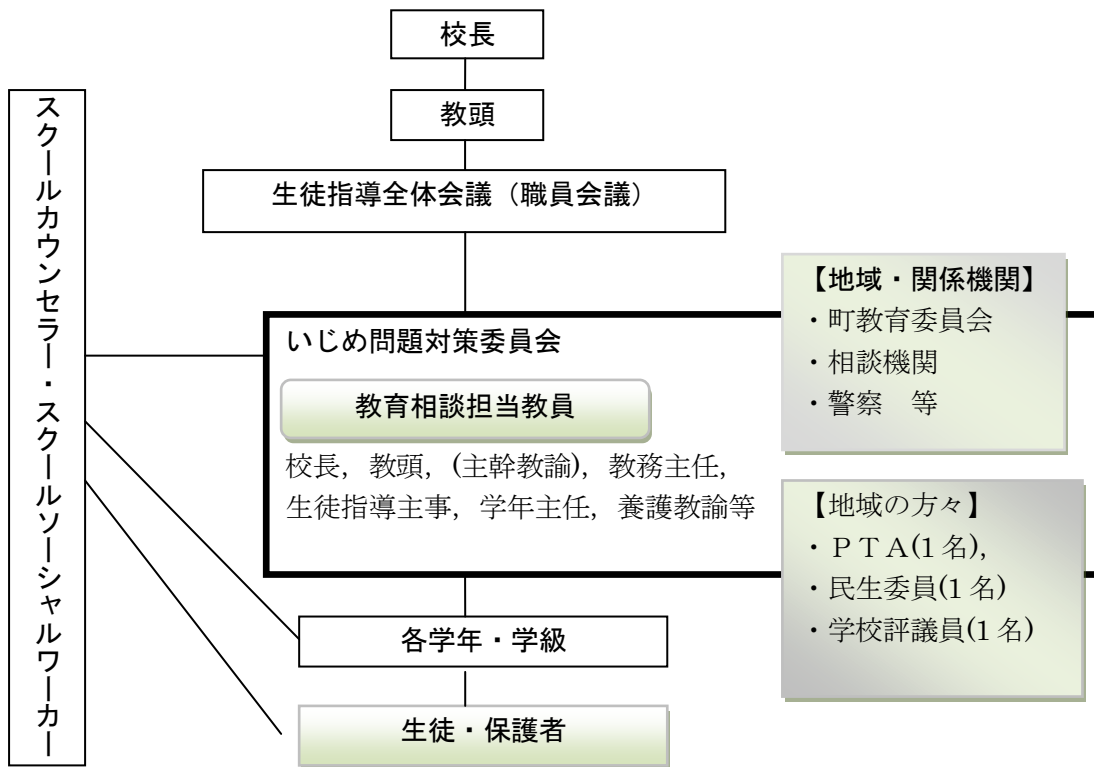 校長
教頭
生徒指導全体会議（職員会議）
スクールカウンセラー・スクールソーシャルワーカー
いじめ問題対策委員会
教育相談担当教員
校長，教頭，(主幹教諭)，教務主任，
生徒指導主事，学年主任，養護教諭等
【地域・関係機関】
・町教育委員会
・相談機関
・警察　等
【地域の方々】
・ＰＴＡ(1 名)，
・民生委員(1 名)
・学校評議員(1 名)
各学年・学級
生徒・保護者